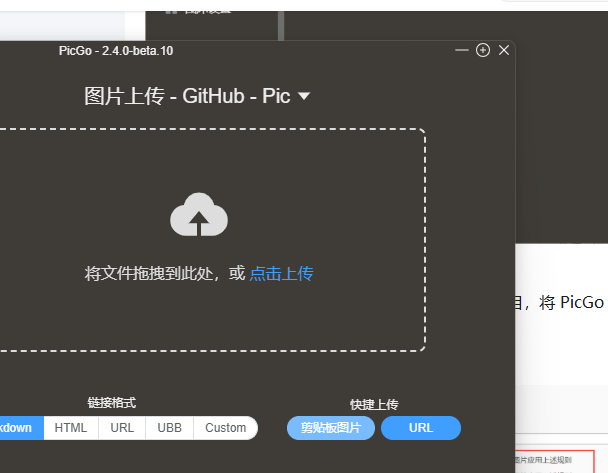 PicGo - 2.4.0-beta.10
图片上传 - GitHub - Pic
将文件拖拽到此处，或 点击上传
目，将 PicGo
链接格式
快捷上传
kdown HTML URL UBB Custom
剪贴板图片 URL
图片应用上述规则